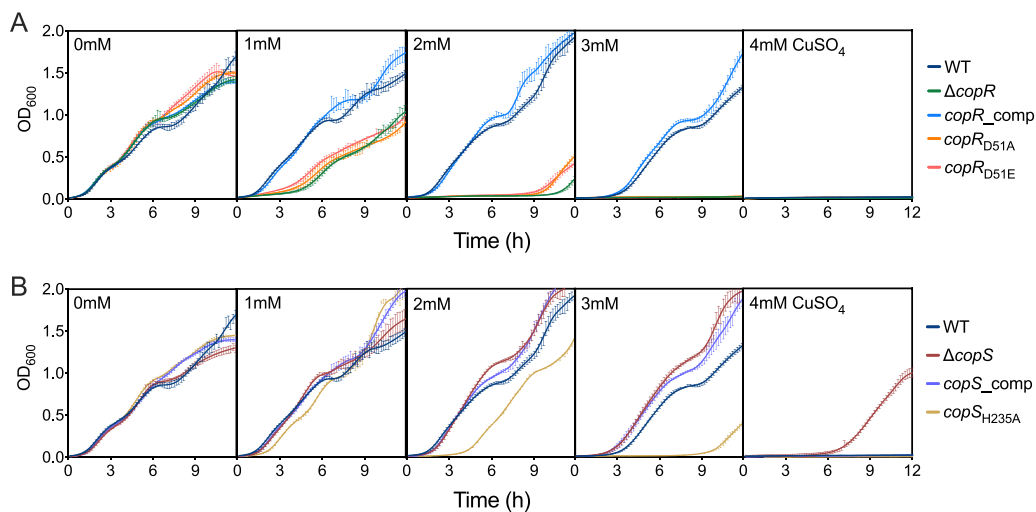 A
0mM 1mM 2mM 3mM 4mM CuSO₄
2.0
1.5
1.0
0.5
0.0
OD₆₀₀
0 3 6 9 0 3 6 9 0 3 6 9 0 3 6 9 0 3 6 9 12
Time (h)
WT
ΔcopR
copR_comp
copR_D51A
copR_D51E
B
0mM 1mM 2mM 3mM 4mM CuSO₄
2.0
1.5
1.0
0.5
0.0
OD₆₀₀
0 3 6 9 0 3 6 9 0 3 6 9 0 3 6 9 0 3 6 9 12
Time (h)
WT
ΔcopS
copS_comp
copS_H235A